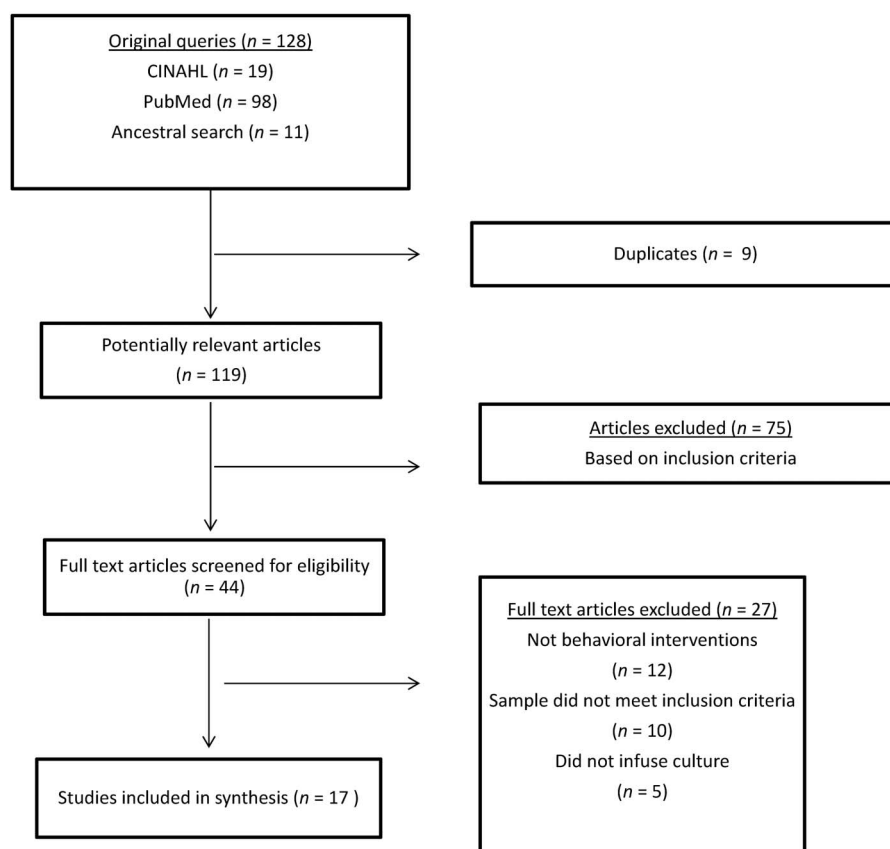 Original queries (n = 128)
CINAHL (n = 19)
PubMed (n = 98)
Ancestral search (n = 11)
Duplicates (n = 9)
Potentially relevant articles
(n = 119)
Articles excluded (n = 75)
Based on inclusion criteria
Full text articles screened for eligibility
(n = 44)
Full text articles excluded (n = 27)
Not behavioral interventions
(n = 12)
Sample did not meet inclusion criteria
(n = 10)
Did not infuse culture
(n = 5)
Studies included in synthesis (n = 17 )